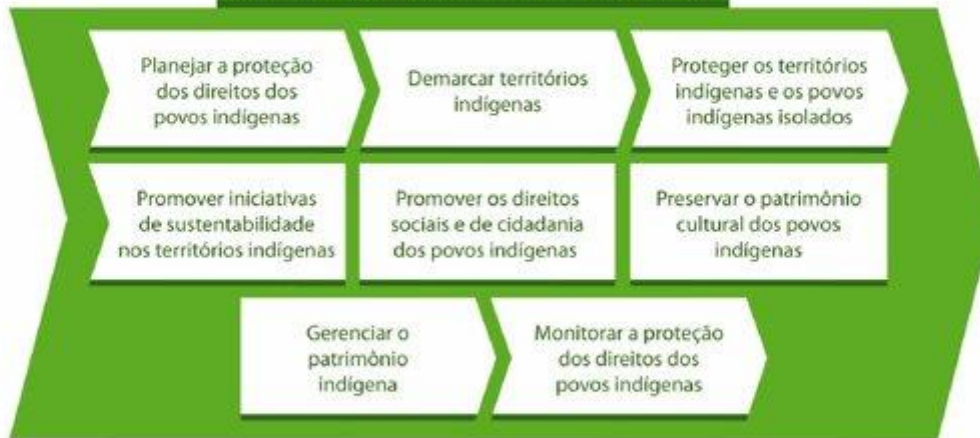 Planejar a proteção
dos direitos dos
povos indígenas
Demarcar territórios
indígenas
Proteger os territórios
indígenas e os povos
indígenas isolados
Promover iniciativas
de sustentabilidade
nos territórios indígenas
Promover os direitos
sociais e de cidadania
dos povos indígenas
Preservar o patrimônio
cultural dos povos
indígenas
Gerenciar o
patrimônio
indígena
Monitorar a proteção
dos direitos dos
povos indígenas